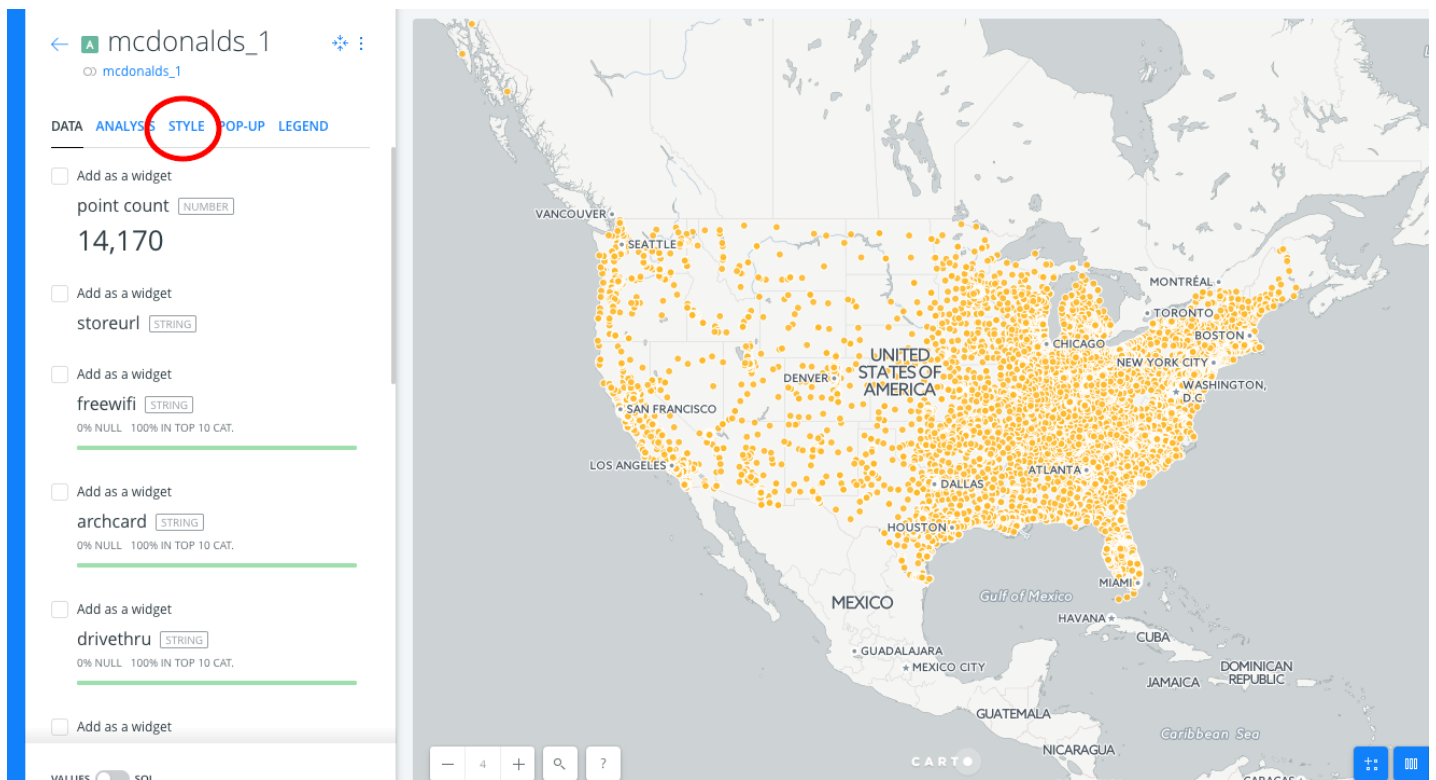 A mcdonalds_1
mcdonalds_1
DATA ANALYSIS STYLE POP-UP LEGEND
Add as a widget
point count NUMBER
14,170
Add as a widget
storeurl STRING
Add as a widget
freewifi STRING
0% NULL 100% IN TOP 10 CAT.
Add as a widget
archcard STRING
0% NULL 100% IN TOP 10 CAT.
Add as a widget
drivethru STRING
0% NULL 100% IN TOP 10 CAT.
Add as a widget
VALUES SQL
VANCOUVER
SEATTLE
MONTRÉAL
TORONTO
BOSTON
CHICAGO
NEW YORK CITY
UNITED
STATES OF
AMERICA
DENVER
WASHINGTON,
D.C.
SAN FRANCISCO
LOS ANGELES
ATLANTA
DALLAS
HOUSTON
MIAMI
Gulf of Mexico
MEXICO
HAVANA
CUBA
GUADALAJARA
MEXICO CITY
DOMINICAN
REPUBLIC
JAMAICA
GUATEMALA
Caribbean Sea
NICARAGUA
CARACAS
4
?
CARTO